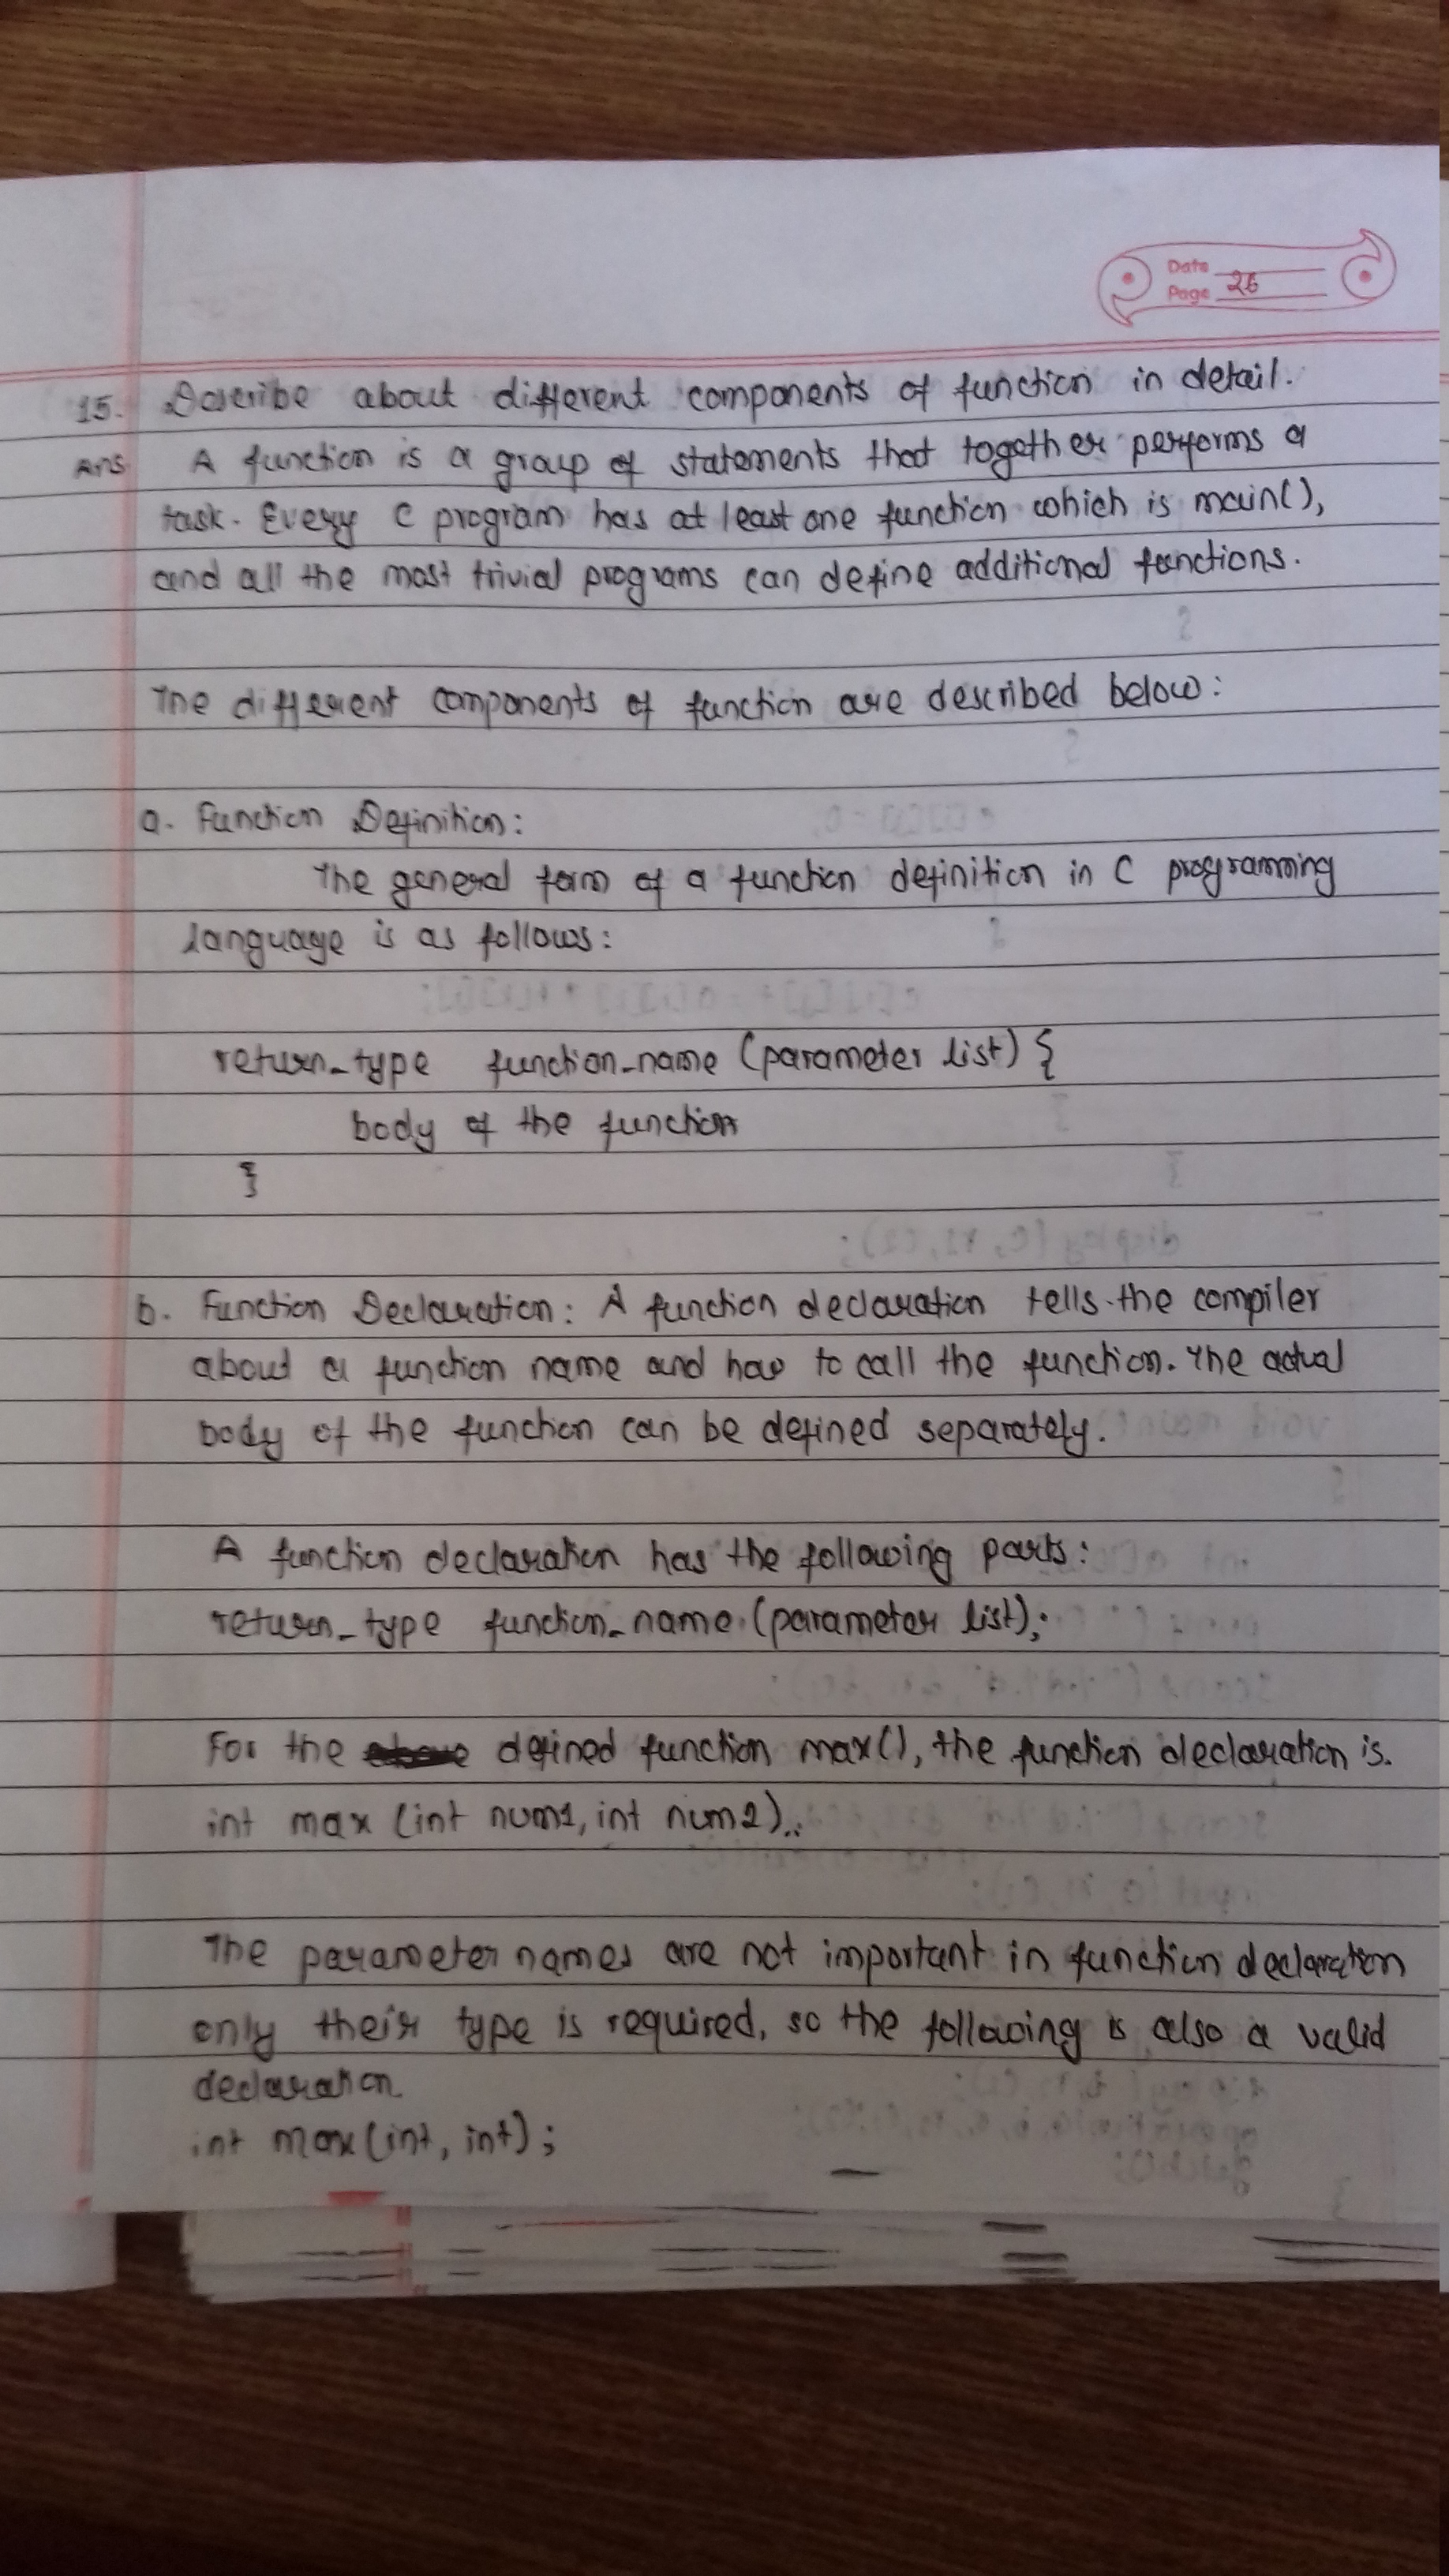 Date
Page 26
15. Describe about different components of function in detail.
Ans A function is a group of statements that together performs a
task. Every C program has at least one function which is main(),
and all the most trivial programs can define additional functions.
The different components of function are described below:
a. Function Definition:
The general form of a function definition in C programming
language is as follows:
return_type function_name (parameter list) {
body of the function
}
b. Function Declaration: A function declaration tells the compiler
about a function name and how to call the function. The actual
body of the function can be defined separately.
A function declaration has the following parts:
return_type function_name (parameter list);
For the defined function max(), the function declaration is.
int max (int num1, int num2);
The parameter names are not important in function declaration
only their type is required, so the following is also a valid
declaration.
int max (int, int);